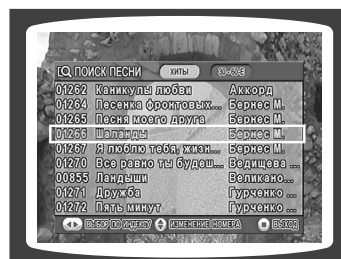 ПОИСК ПЕСНИ ХИТЫ 30-60-Е
01262 Каникулы любви Аккорд
01264 Песенка фронтовых... Бернес М.
01265 Песня моего друга Бернес М.
01266 Шаланды Бернес М.
01267 Я люблю тебя, жизн... Бернес М.
01270 Все равно ты будеш... Ведищева ...
00855 Ландыши Великано...
01271 Дружба Гурченко ...
01272 Пять минут Гурченко ...
ВЫБОР ПО ИНДЕКСУ ИЗМЕНЕНИЕ НОМЕРА ВЫХОД